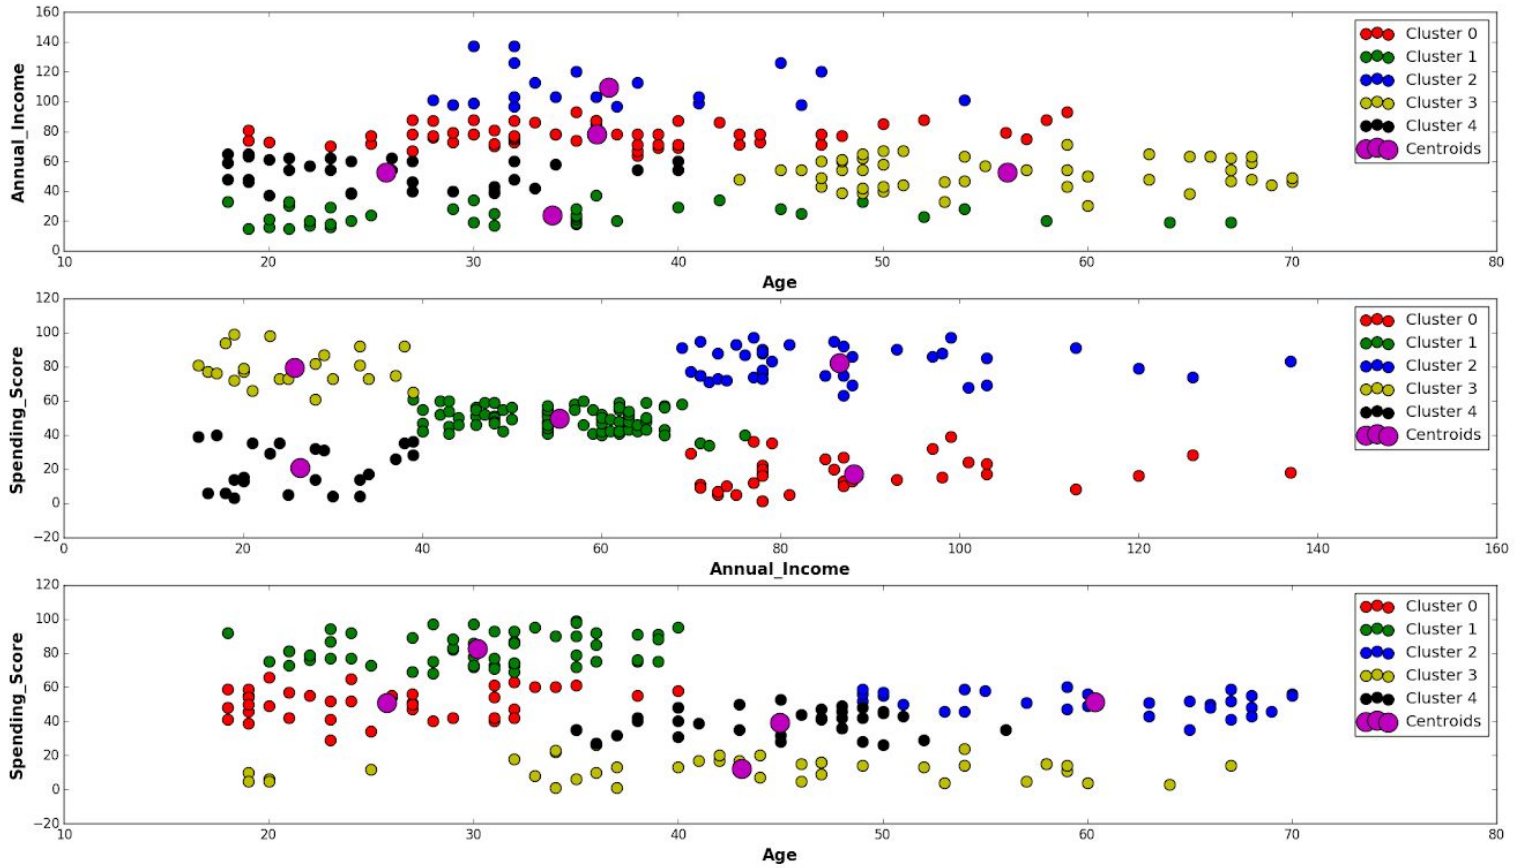 160
140
120
100
80
60
40
20
0
Annual_Income
10 20 30 40 50 60 70 80
Age
Cluster 0
Cluster 1
Cluster 2
Cluster 3
Cluster 4
Centroids
120
100
80
60
40
20
0
−20
Spending_Score
0 20 40 60 80 100 120 140 160
Annual_Income
Cluster 0
Cluster 1
Cluster 2
Cluster 3
Cluster 4
Centroids
120
100
80
60
40
20
0
−20
Spending_Score
10 20 30 40 50 60 70 80
Age
Cluster 0
Cluster 1
Cluster 2
Cluster 3
Cluster 4
Centroids